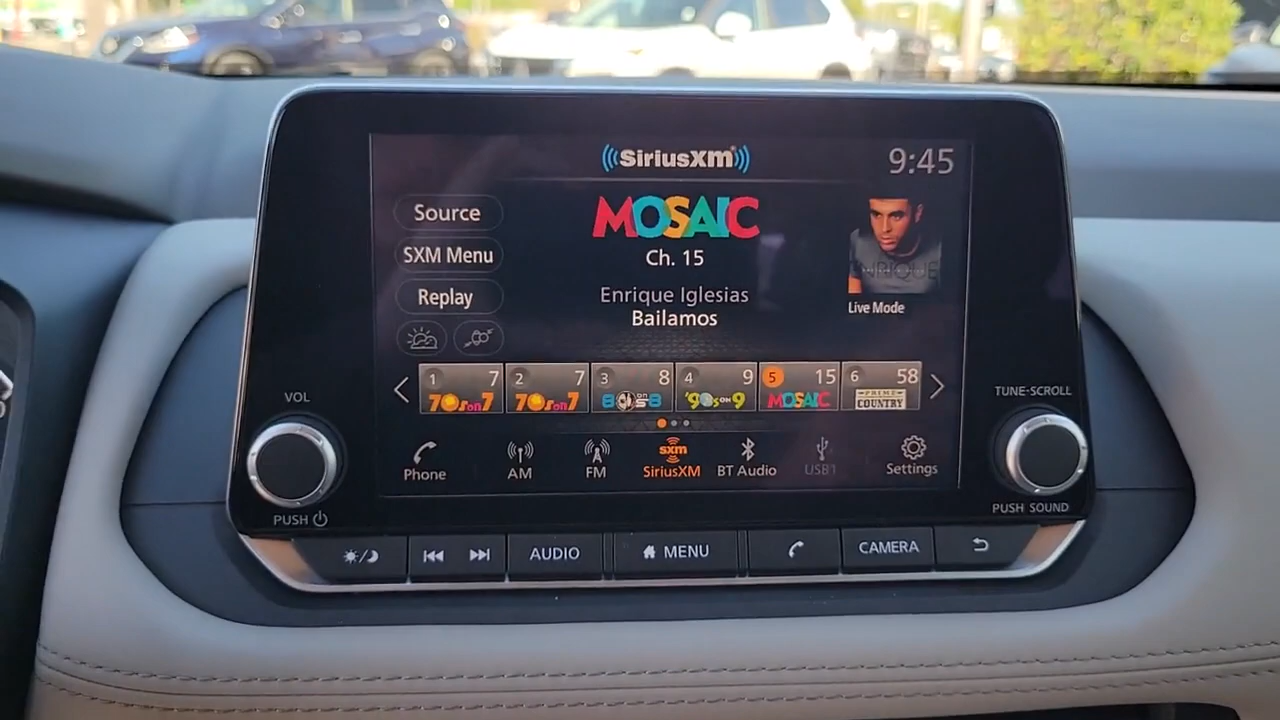 SiriusXM
9:45
Source
SXM Menu
Replay
MOSAIC
Ch. 15
Enrique Iglesias
Bailamos
ENRIQUE
Live Mode
1 7
70s on 7
2 7
70s on 7
3 8
80s on 8
4 9
'90s on 9
5 15
MOSAIC
6 58
PRIME COUNTRY
Phone
AM
FM
sxm
SiriusXM
BT Audio
USB1
Settings
VOL
PUSH
TUNE·SCROLL
PUSH SOUND
AUDIO
MENU
CAMERA